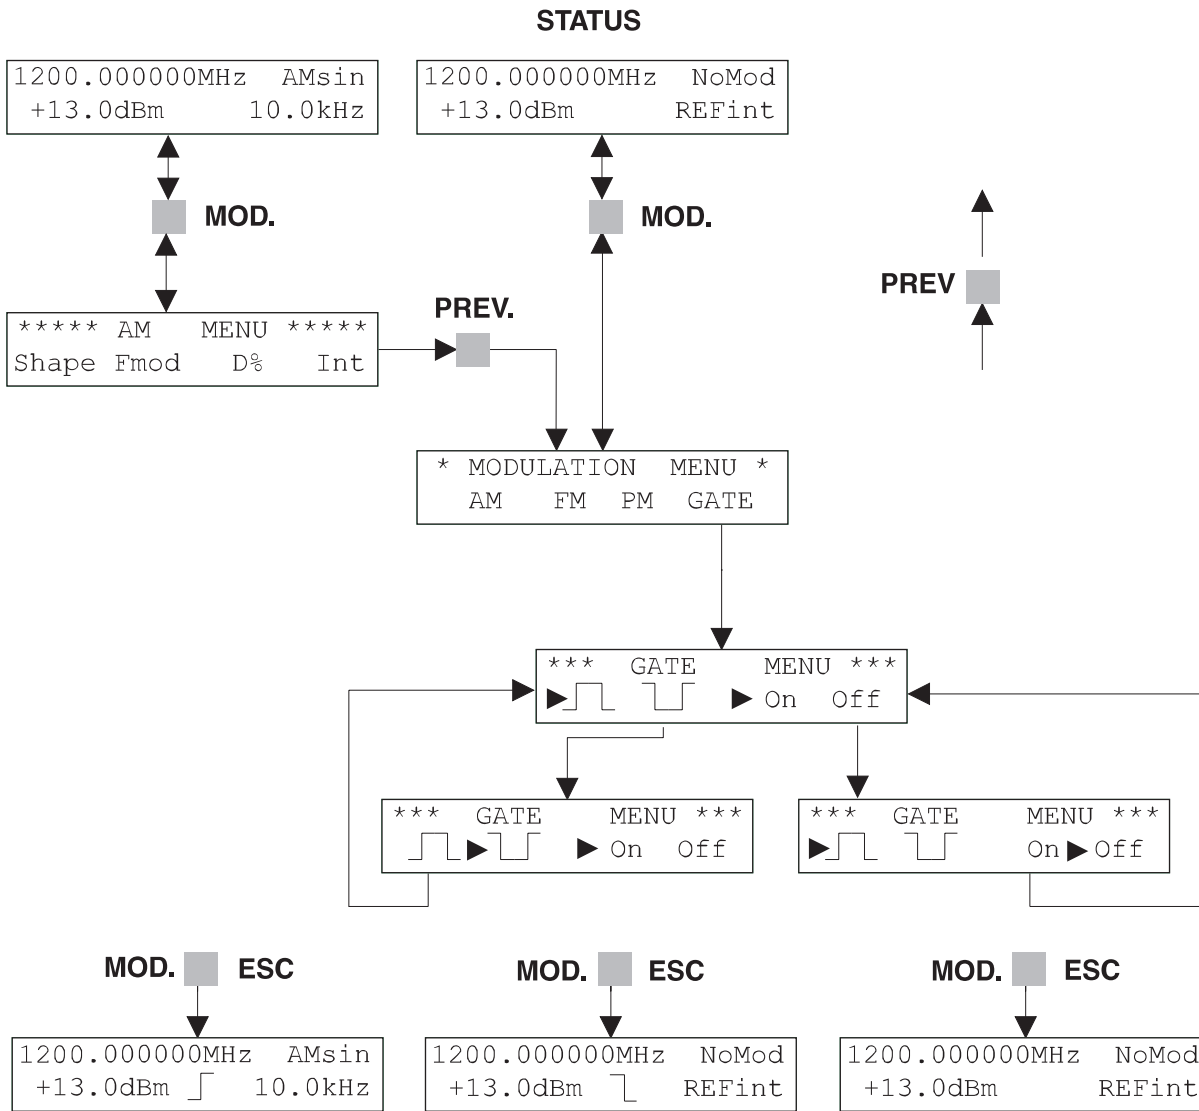 STATUS
1200.000000MHz AMsin
+13.0dBm 10.0kHz
1200.000000MHz NoMod
+13.0dBm REFint
MOD.
MOD.
PREV
PREV.
***** AM MENU *****
Shape Fmod D% Int
* MODULATION MENU *
AM FM PM GATE
*** GATE MENU ***
On Off
*** GATE MENU ***
On Off
*** GATE MENU ***
On Off
MOD. ESC
MOD. ESC
MOD. ESC
1200.000000MHz AMsin
+13.0dBm 10.0kHz
1200.000000MHz NoMod
+13.0dBm REFint
1200.000000MHz NoMod
+13.0dBm REFint